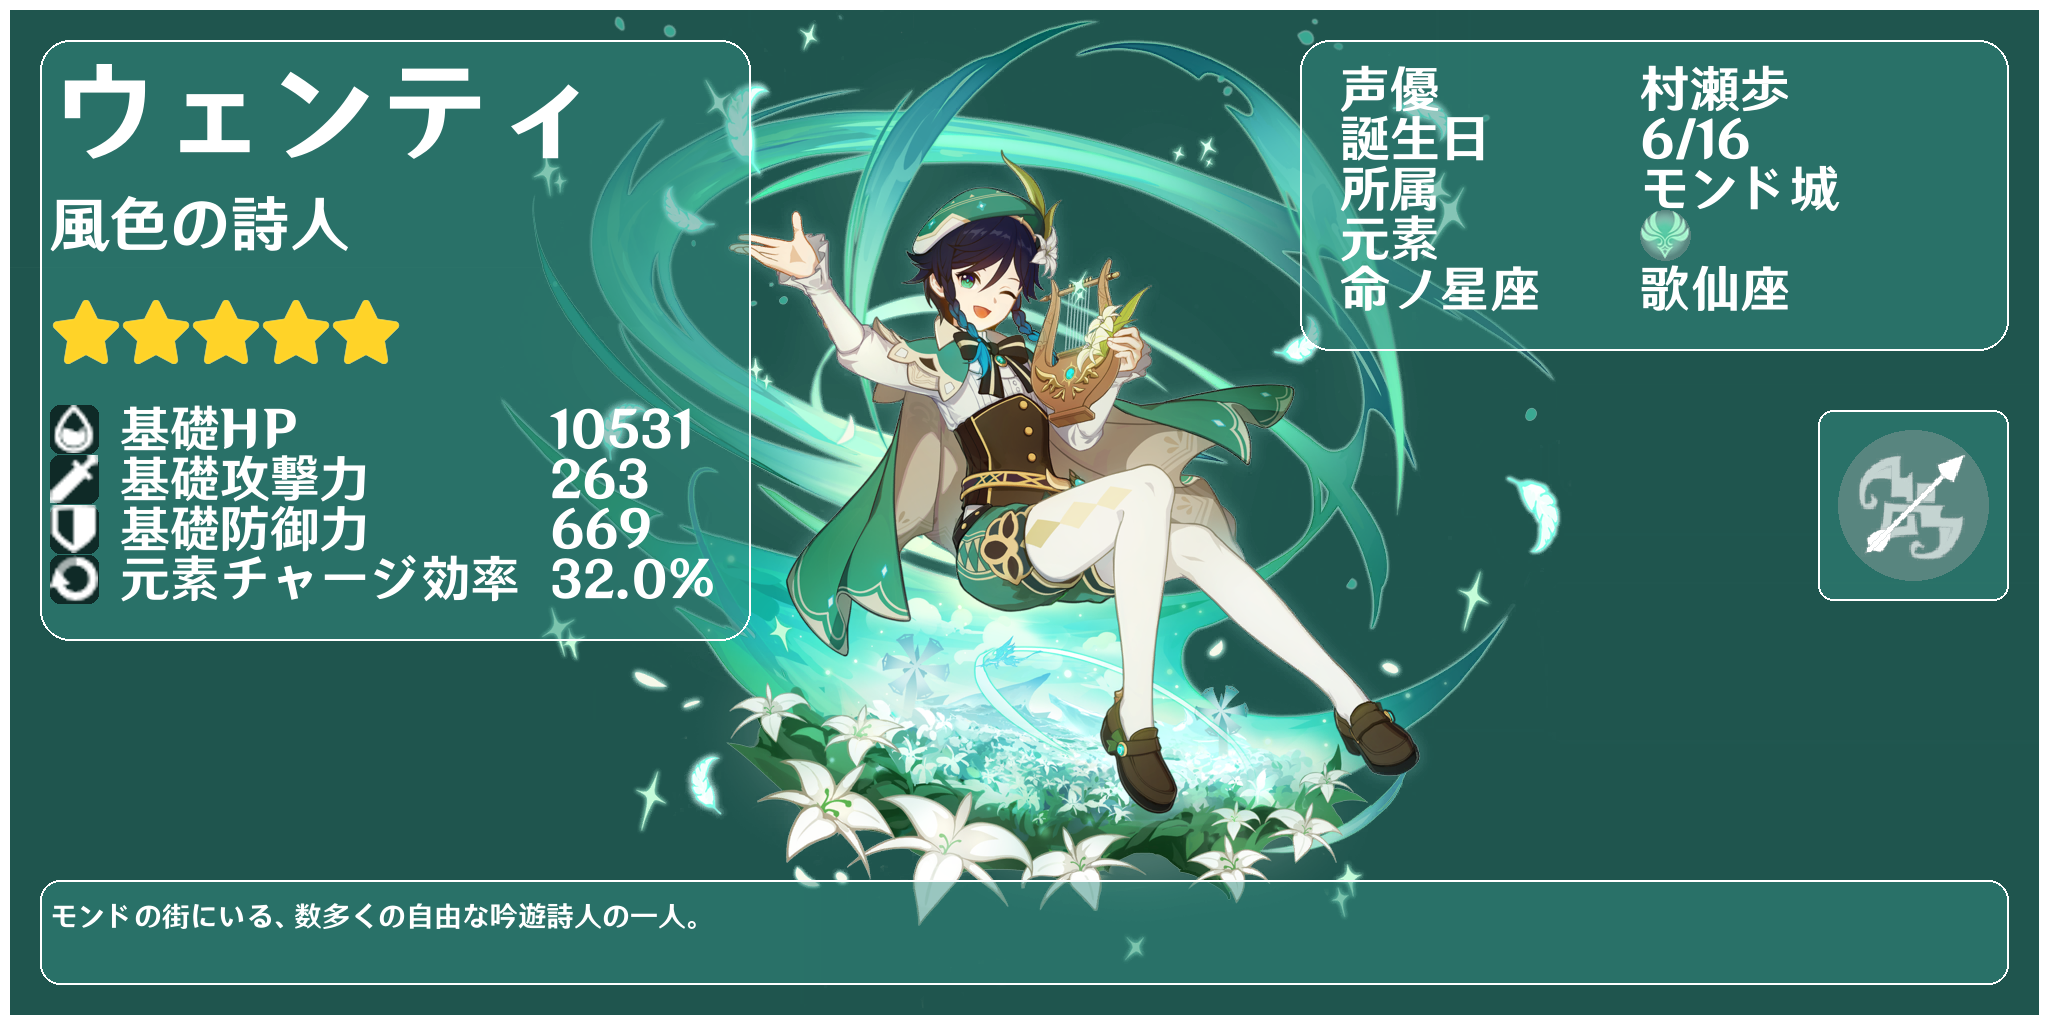 ウェンティ
風色の詩人
基礎HP 10531
基礎攻撃力 263
基礎防御力 669
元素チャージ効率 32.0%
声優 村瀬歩
誕生日 6/16
所属 モンド城
元素
命ノ星座 歌仙座
モンドの街にいる、数多くの自由な吟遊詩人の一人。